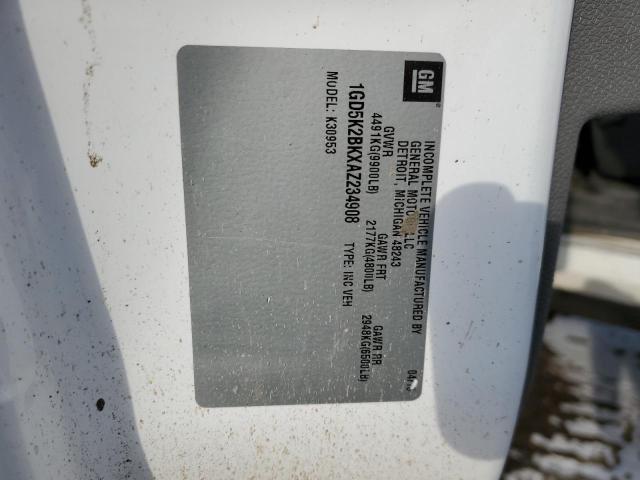 GM
INCOMPLETE VEHICLE MANUFACTURED BY
GENERAL MOTORS LLC
DETROIT, MICHIGAN 48243
GVWR GAWR FRT GAWR RR
4491KG(9900LB) 2177KG(4800LB) 2948KG(6500LB)
1GD5K2BKXAZ234908
MODEL: K30953 TYPE: INC VEH